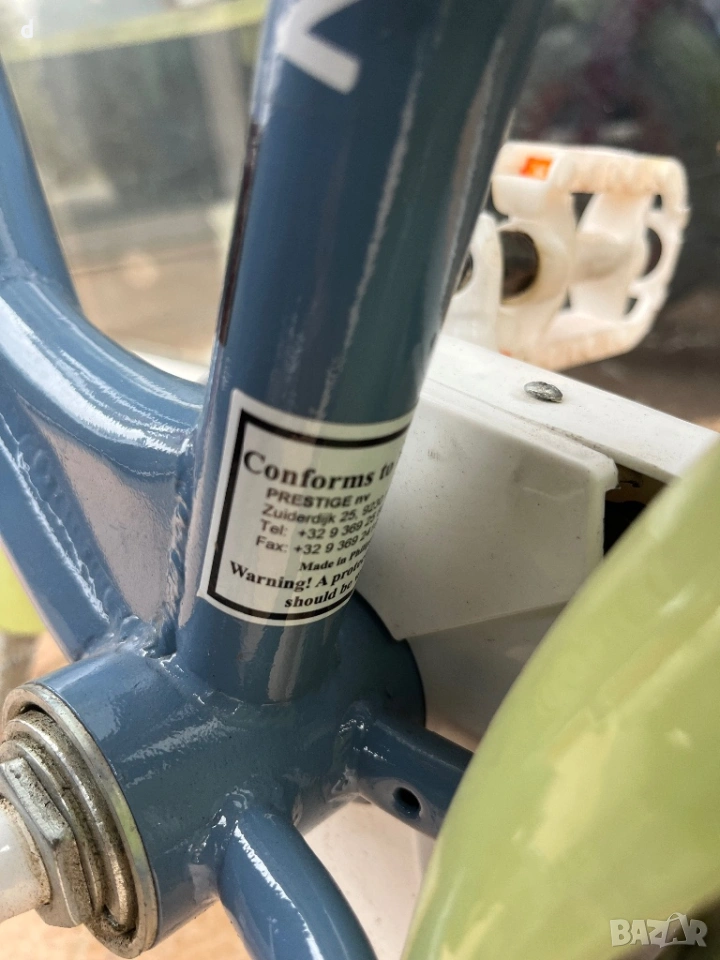 Conforms to
PRESTIGE nv
Zuiderdijk 25,
Tel: +32 9 369
Fax: +32 9 369
Made in
Warning! A
should be
BAZAR